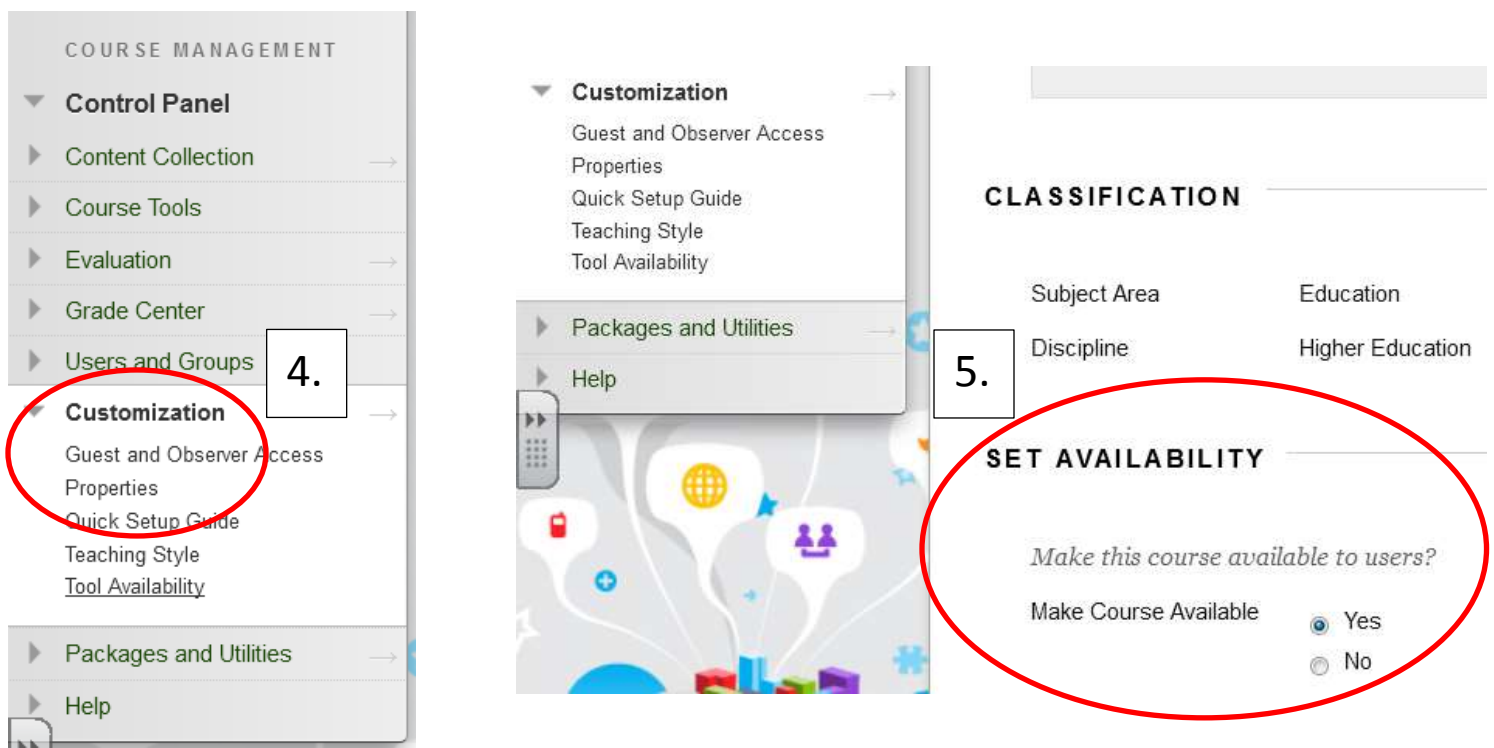 COURSE MANAGEMENT
Control Panel
Content Collection
Course Tools
Evaluation
Grade Center
Users and Groups
4.
Customization
Guest and Observer Access
Properties
Quick Setup Guide
Teaching Style
Tool Availability
Packages and Utilities
Help
Customization
Guest and Observer Access
Properties
Quick Setup Guide
Teaching Style
Tool Availability
Packages and Utilities
Help
5.
CLASSIFICATION
Subject Area Education
Discipline Higher Education
SET AVAILABILITY
Make this course available to users?
Make Course Available Yes
No